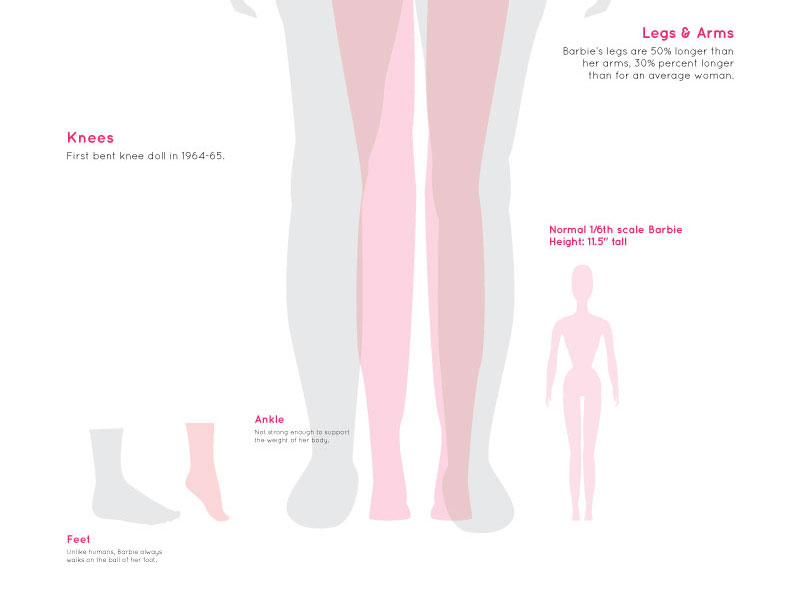 Legs & Arms
Barbie's legs are 50% longer than
her arms, 30% percent longer
than for an average woman.
Knees
First bent knee doll in 1964-65.
Normal 1/6th scale Barbie
Height: 11.5" tall
Ankle
Not strong enough to support
the weight of her body.
Feet
Unlike humans, Barbie always
walks on the ball of her foot.